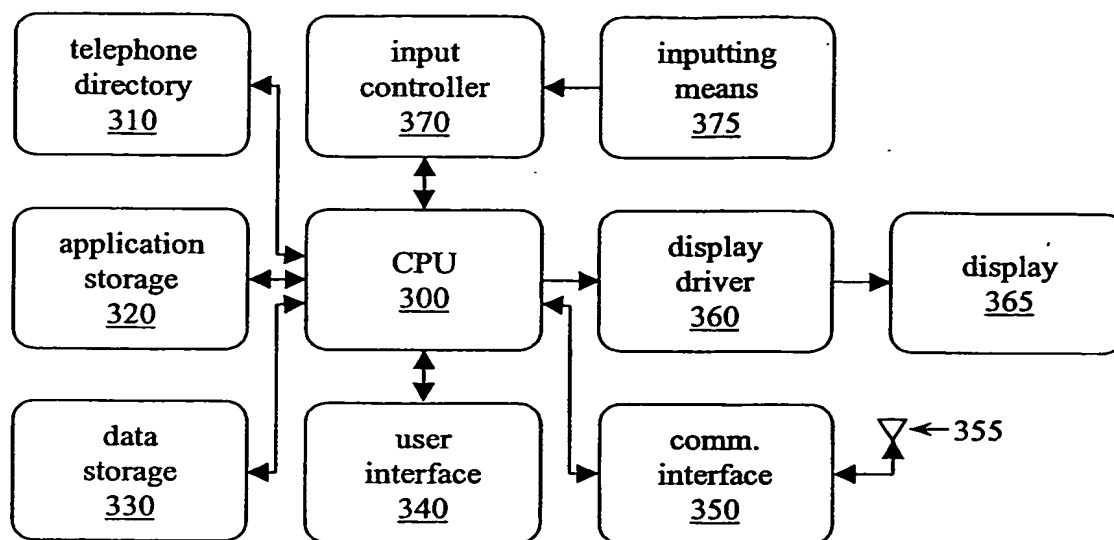 telephone
directory
310
input
controller
370
inputting
means
375
application
storage
320
CPU
300
display
driver
360
display
365
data
storage
330
user
interface
340
comm.
interface
350
355